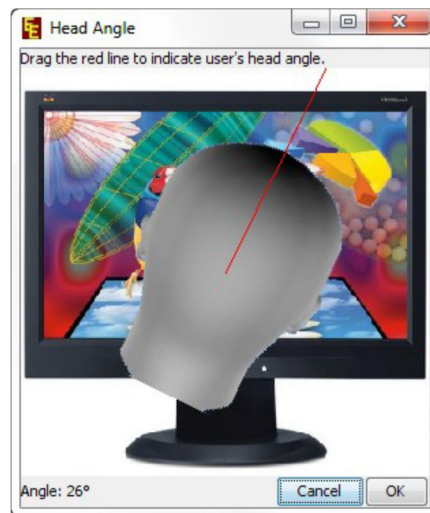 Head Angle
Drag the red line to indicate user's head angle.
Angle: 26°
Cancel
OK